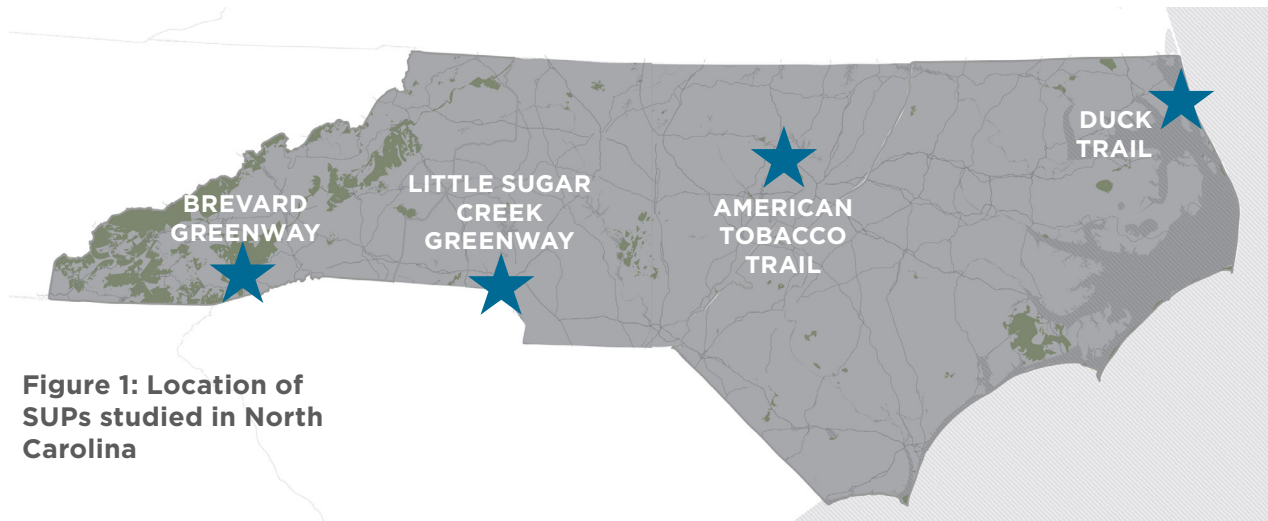 DUCK
TRAIL
BREVARD
GREENWAY
LITTLE SUGAR
CREEK
GREENWAY
AMERICAN
TOBACCO
TRAIL
Figure 1: Location of
SUPs studied in North
Carolina